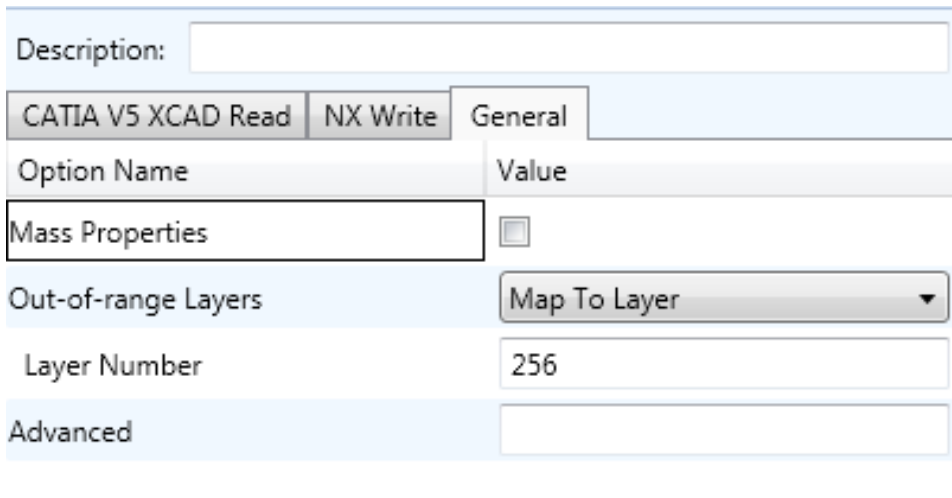 Description:
CATIA V5 XCAD Read NX Write General
Option Name Value
Mass Properties
Out-of-range Layers Map To Layer
Layer Number 256
Advanced